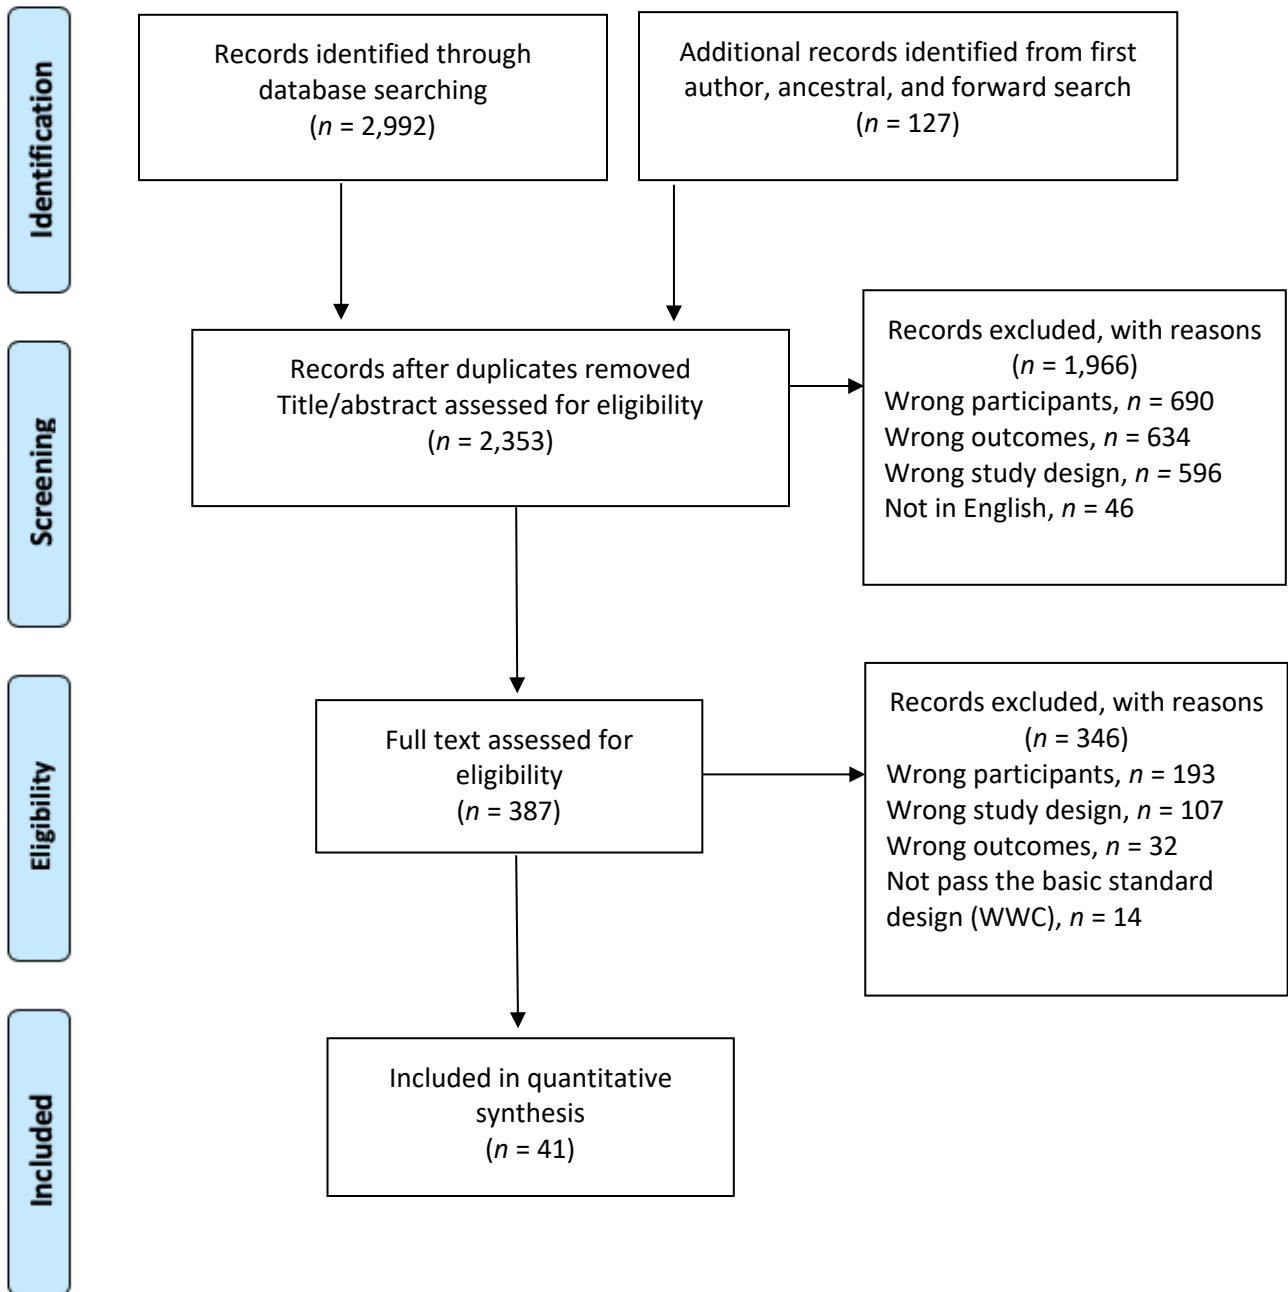 Identification
Records identified through
database searching
(n = 2,992)
Additional records identified from first
author, ancestral, and forward search
(n = 127)
Screening
Records after duplicates removed
Title/abstract assessed for eligibility
(n = 2,353)
Records excluded, with reasons
(n = 1,966)
Wrong participants, n = 690
Wrong outcomes, n = 634
Wrong study design, n = 596
Not in English, n = 46
Eligibility
Full text assessed for
eligibility
(n = 387)
Records excluded, with reasons
(n = 346)
Wrong participants, n = 193
Wrong study design, n = 107
Wrong outcomes, n = 32
Not pass the basic standard
design (WWC), n = 14
Included
Included in quantitative
synthesis
(n = 41)